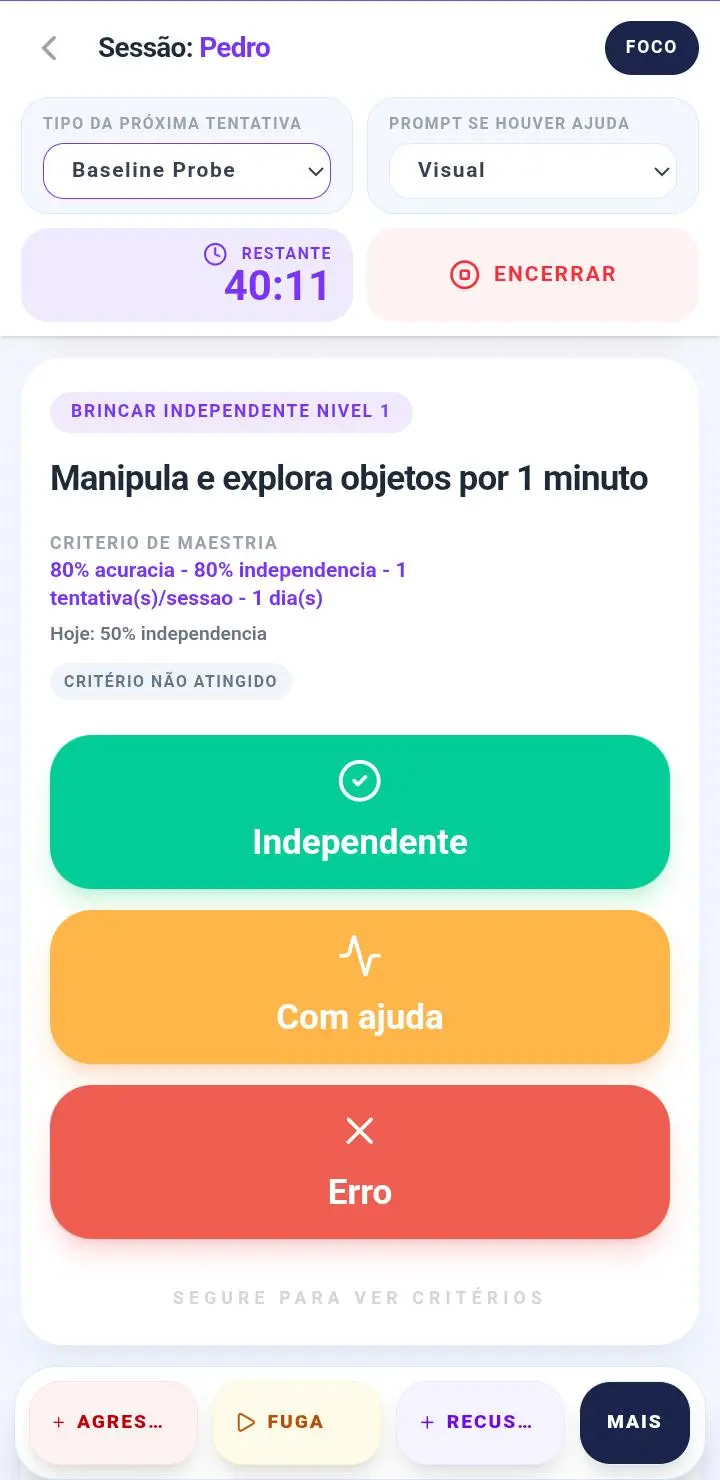 Sessão: Pedro
FOCO
TIPO DA PRÓXIMA TENTATIVA
Baseline Probe
PROMPT SE HOUVER AJUDA
Visual
RESTANTE
40:11
ENCERRAR
BRINCAR INDEPENDENTE NIVEL 1
Manipula e explora objetos por 1 minuto
CRITERIO DE MAESTRIA
80% acuracia - 80% independencia - 1
tentativa(s)/sessao - 1 dia(s)
Hoje: 50% independencia
CRITÉRIO NÃO ATINGIDO
Independente
Com ajuda
Erro
SEGURE PARA VER CRITÉRIOS
+ AGRES...
FUGA
+ RECUS...
MAIS